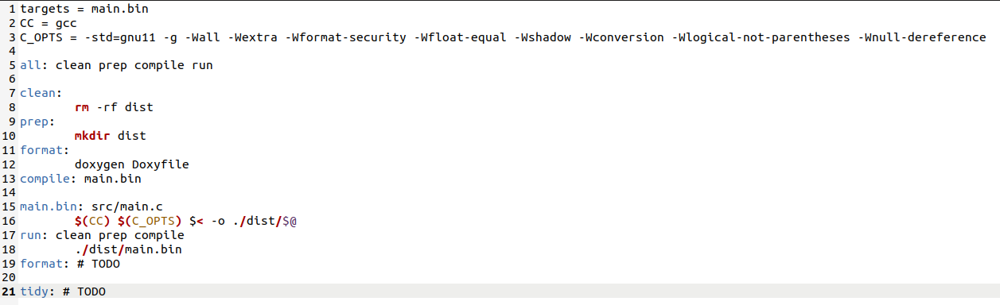 1 targets = main.bin
2 CC = gcc
3 C_OPTS = -std=gnu11 -g -Wall -Wextra -Wformat-security -Wfloat-equal -Wshadow -Wconversion -Wlogical-not-parentheses -Wnull-dereference
4
5 all: clean prep compile run
6
7 clean:
8         rm -rf dist
9 prep:
10         mkdir dist
11 format:
12         doxygen Doxyfile
13 compile: main.bin
14
15 main.bin: src/main.c
16         $(CC) $(C_OPTS) $< -o ./dist/$@
17 run: clean prep compile
18         ./dist/main.bin
19 format: # TODO
20
21 tidy: # TODO